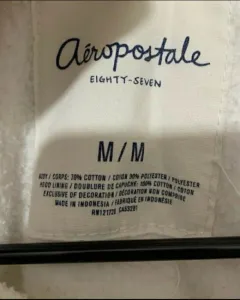 Aéropostale
EIGHTY-SEVEN
M/M
BODY / CORPS: 70% COTTON / COTON 30% POLYESTER / POLYESTER
HOOD LINING / DOUBLURE DE CAPUCHE: 100% COTTON / COTON
EXCLUSIVE OF DECORATION / DÉCORATION NON COMPRISE
MADE IN INDONESIA / FABRIQUÉ EN INDONÉSIE